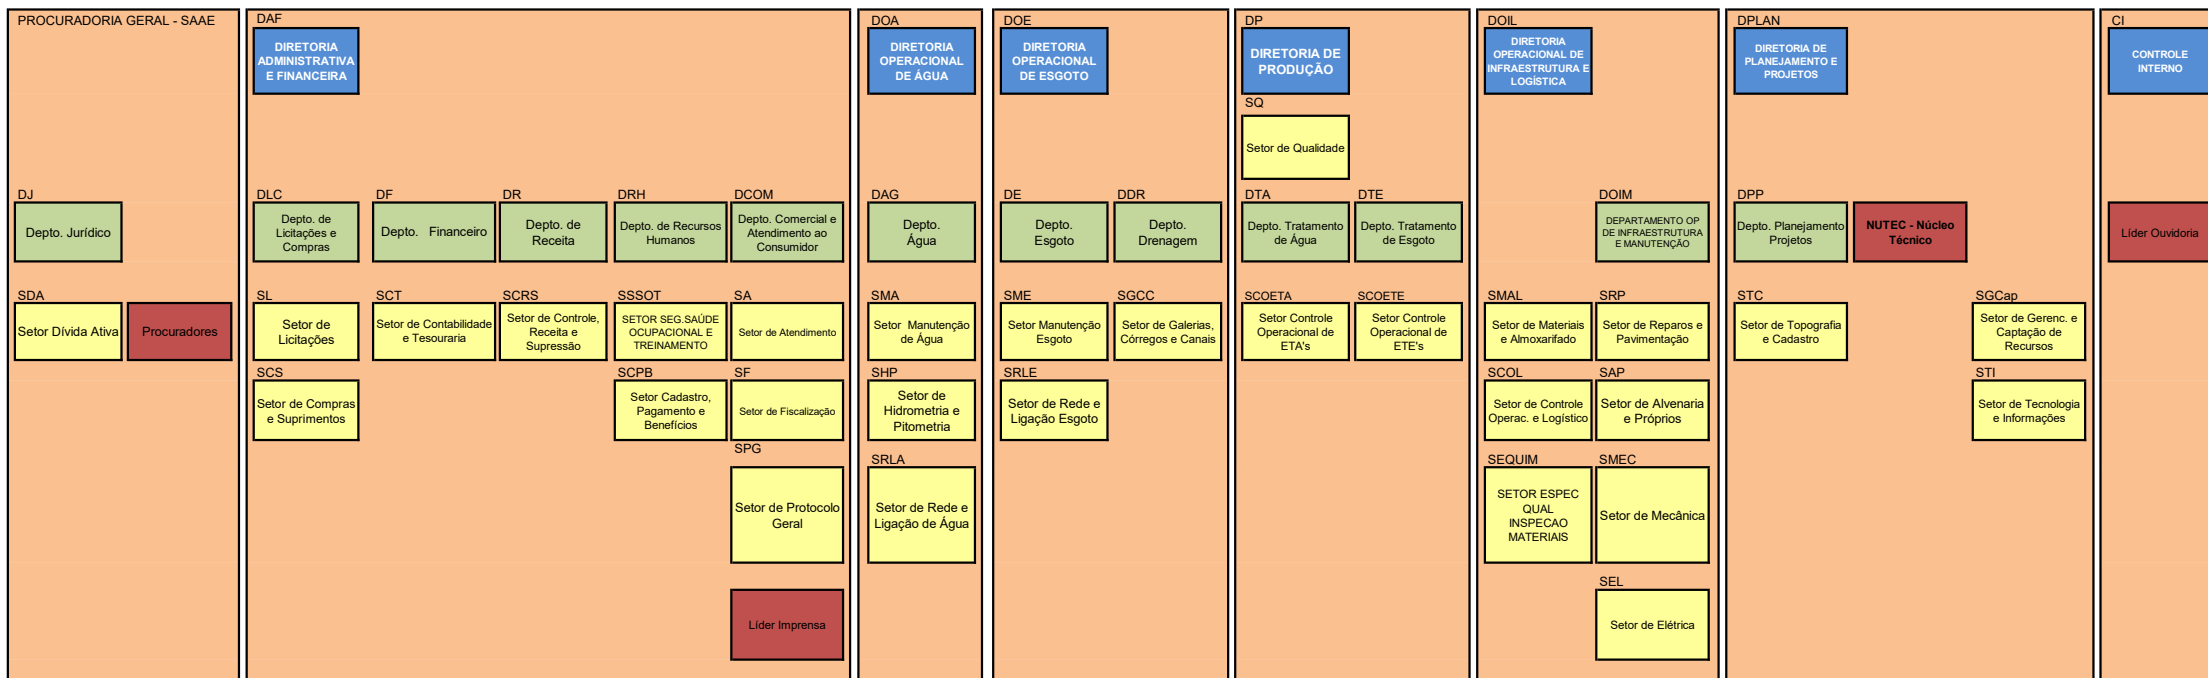 PROCURADORIA GERAL - SAAE
DJ
Depto. Jurídico
SDA
Setor Dívida Ativa
Procuradores
DAF
DIRETORIA
ADMINISTRATIVA
E FINANCEIRA
DLC
Depto. de
Licitações e
Compras
DF
Depto. Financeiro
DR
Depto. de
Receita
DRH
Depto. de Recursos
Humanos
DCOM
Depto. Comercial e
Atendimento ao
Consumidor
SL
Setor de
Licitações
SCT
Setor de Contabilidade
e Tesouraria
SCRS
Setor de Controle,
Receita e
Supressão
SSSOT
SETOR SEG.SAÚDE
OCUPACIONAL E
TREINAMENTO
SA
Setor de Atendimento
SCS
Setor de Compras
e Suprimentos
SCPB
Setor Cadastro,
Pagamento e
Benefícios
SF
Setor de Fiscalização
SPG
Setor de Protocolo
Geral
Líder Imprensa
DOA
DIRETORIA
OPERACIONAL
DE ÁGUA
DAG
Depto.
Água
SMA
Setor Manutenção
de Água
SHP
Setor de
Hidrometria e
Pitometria
SRLA
Setor de Rede e
Ligação de Água
DOE
DIRETORIA
OPERACIONAL
DE ESGOTO
DE
Depto.
Esgoto
DDR
Depto.
Drenagem
SME
Setor Manutenção
Esgoto
SGCC
Setor de Galerias,
Córregos e Canais
SRLE
Setor de Rede e
Ligação Esgoto
DP
DIRETORIA DE
PRODUÇÃO
SQ
Setor de Qualidade
DTA
Depto. Tratamento
de Água
DTE
Depto. Tratamento
de Esgoto
SCOETA
Setor Controle
Operacional de
ETA's
SCOETE
Setor Controle
Operacional de
ETE's
DOIL
DIRETORIA
OPERACIONAL DE
INFRAESTRUTURA E
LOGÍSTICA
DOIM
DEPARTAMENTO OP
DE INFRAESTRUTURA
E MANUTENÇÃO
SMAL
Setor de Materiais
e Almoxarifado
SRP
Setor de Reparos e
Pavimentação
SCOL
Setor de Controle
Operac. e Logístico
SAP
Setor de Alvenaria
e Próprios
SEQUIM
SETOR ESPEC
QUAL
INSPECAO
MATERIAIS
SMEC
Setor de Mecânica
SEL
Setor de Elétrica
DPLAN
DIRETORIA DE
PLANEJAMENTO E
PROJETOS
DPP
Depto. Planejamento
Projetos
NUTEC - Núcleo
Técnico
STC
Setor de Topografia
e Cadastro
SGCap
Setor de Gerenc. e
Captação de
Recursos
STI
Setor de Tecnologia
e Informações
CI
CONTROLE
INTERNO
Líder Ouvidoria